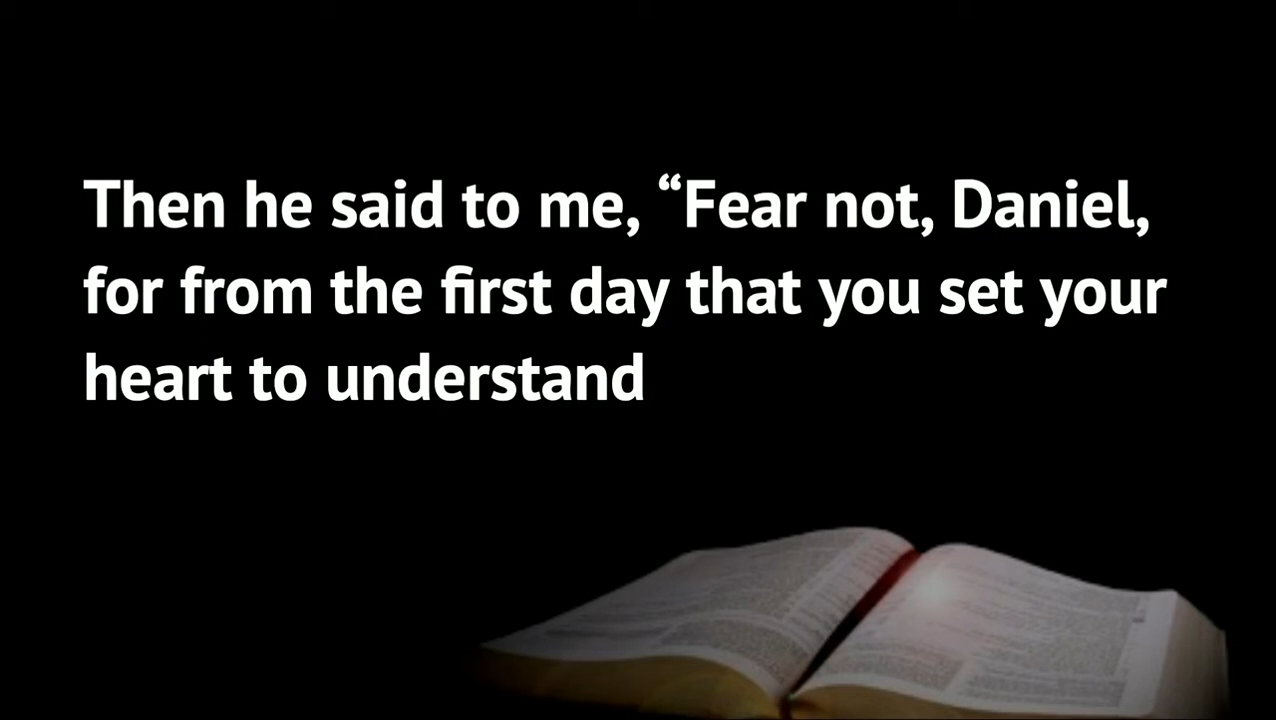 Then he said to me, “Fear not, Daniel,
for from the first day that you set your
heart to understand